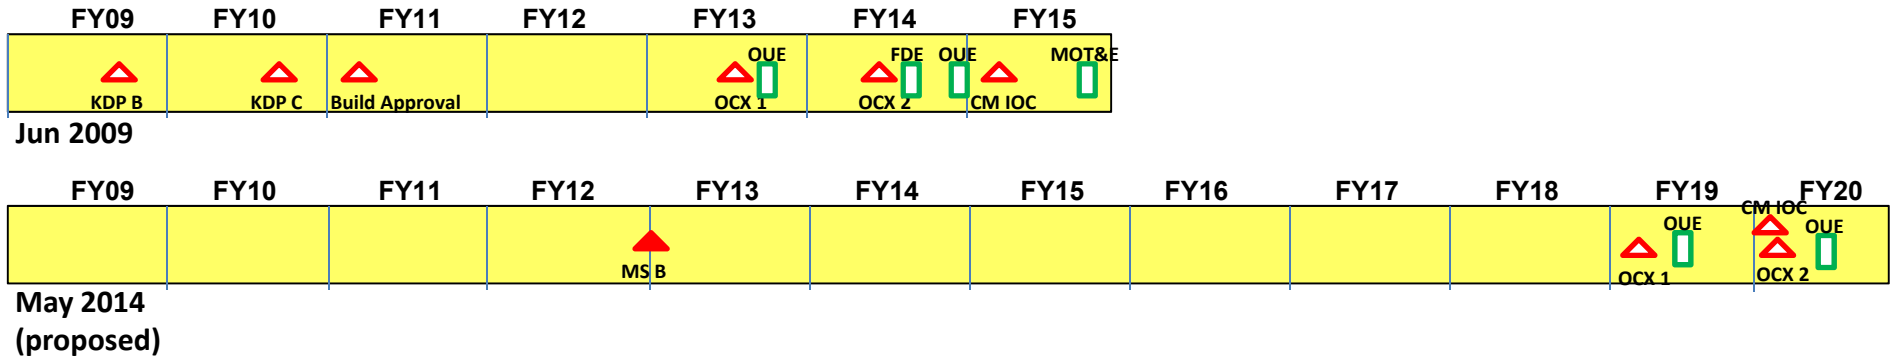 FY09 FY10 FY11 FY12 FY13 FY14 FY15
OUE FDE OUE MOT&E
KDP B KDP C Build Approval OCX 1 OCX 2 CM IOC
Jun 2009
FY09 FY10 FY11 FY12 FY13 FY14 FY15 FY16 FY17 FY18 FY19 FY20
CM IOC
OUE OUE
MS B OCX 1 OCX 2
May 2014
(proposed)